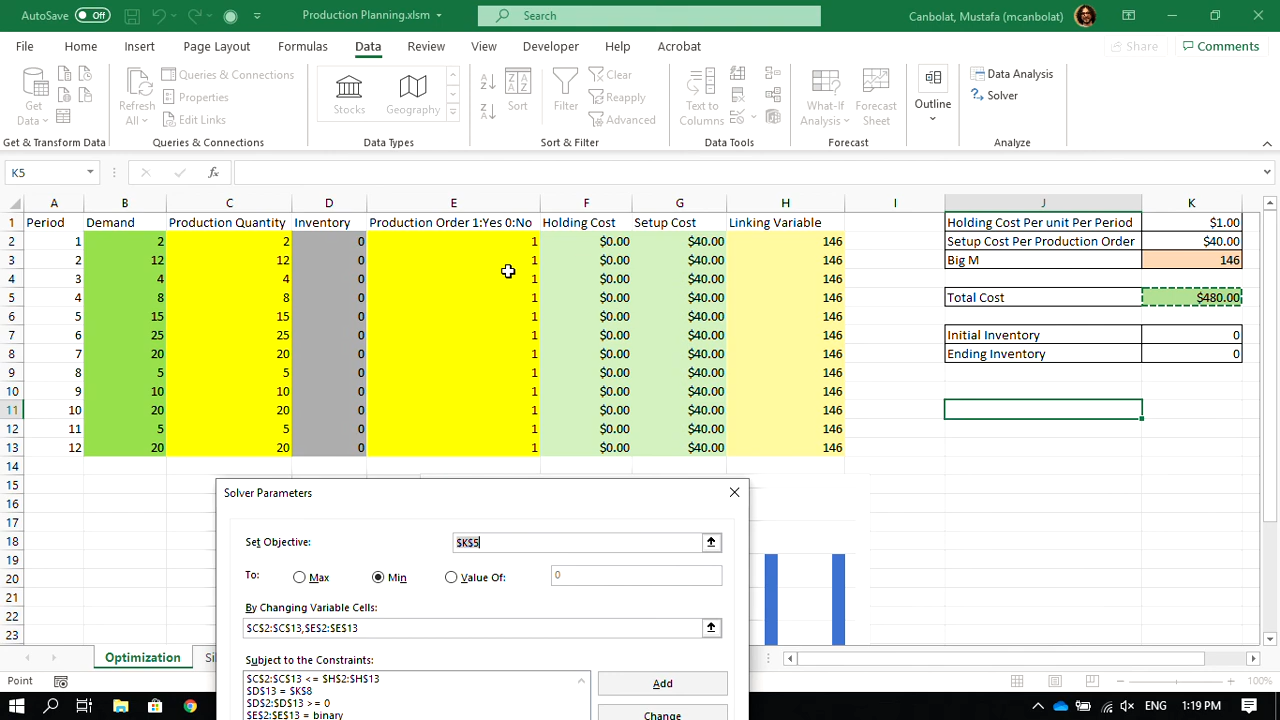 AutoSave Off Production Planning.xlsm Search Canbolat, Mustafa (mcanbolat)
File Home Insert Page Layout Formulas Data Review View Developer Help Acrobat Share Comments
Get Data Refresh All Queries & Connections Properties Edit Links Stocks Geography Sort Filter Clear Reapply Advanced Text to Columns What-If Analysis Forecast Sheet Outline Data Analysis Solver
Get & Transform Data Queries & Connections Data Types Sort & Filter Data Tools Forecast Analyze
K5 fx
A B C D E F G H I J K
1 Period Demand Production Quantity Inventory Production Order 1:Yes 0:No Holding Cost Setup Cost Linking Variable Holding Cost Per unit Per Period $1.00
2 1 2 2 0 1 $0.00 $40.00 146 Setup Cost Per Production Order $40.00
3 2 12 12 0 1 $0.00 $40.00 146 Big M 146
4 3 4 4 0 1 $0.00 $40.00 146
5 4 8 8 0 1 $0.00 $40.00 146 Total Cost $480.00
6 5 15 15 0 1 $0.00 $40.00 146
7 6 25 25 0 1 $0.00 $40.00 146 Initial Inventory 0
8 7 20 20 0 1 $0.00 $40.00 146 Ending Inventory 0
9 8 5 5 0 1 $0.00 $40.00 146
10 9 10 10 0 1 $0.00 $40.00 146
11 10 20 20 0 1 $0.00 $40.00 146
12 11 5 5 0 1 $0.00 $40.00 146
13 12 20 20 0 1 $0.00 $40.00 146
14
15
16
17
18
19
20
21
22
23
Solver Parameters
Set Objective: $K$5
To: Max Min Value Of: 0
By Changing Variable Cells:
$C$2:$C$13,$E$2:$E$13
Subject to the Constraints:
$C$2:$C$13 <= $H$2:$H$13
$D$13 = $K$8
$D$2:$D$13 >= 0
$E$2:$E$13 = binary
Add
Change
Optimization
Point 100%
ENG 1:19 PM